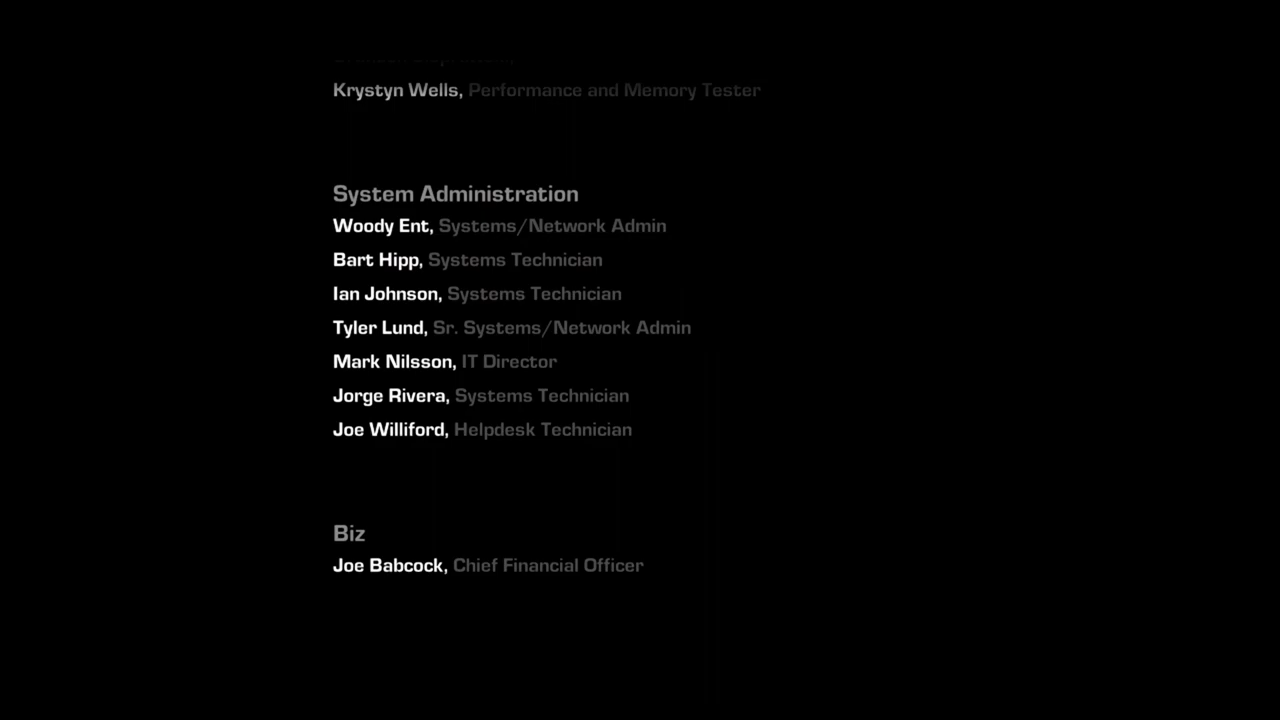 Krystyn Wells, Performance and Memory Tester
System Administration
Woody Ent, Systems/Network Admin
Bart Hipp, Systems Technician
Ian Johnson, Systems Technician
Tyler Lund, Sr. Systems/Network Admin
Mark Nilsson, IT Director
Jorge Rivera, Systems Technician
Joe Williford, Helpdesk Technician
Biz
Joe Babcock, Chief Financial Officer